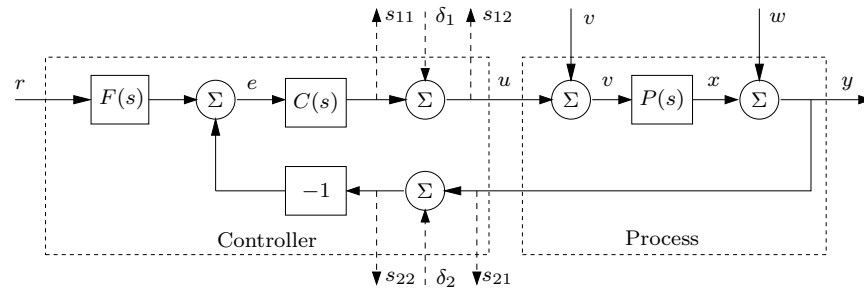 s₁₁ δ₁ s₁₂ v w
r F(s) Σ e C(s) Σ u Σ v P(s) x Σ y
−1 Σ
Controller Process
s₂₂ δ₂ s₂₁